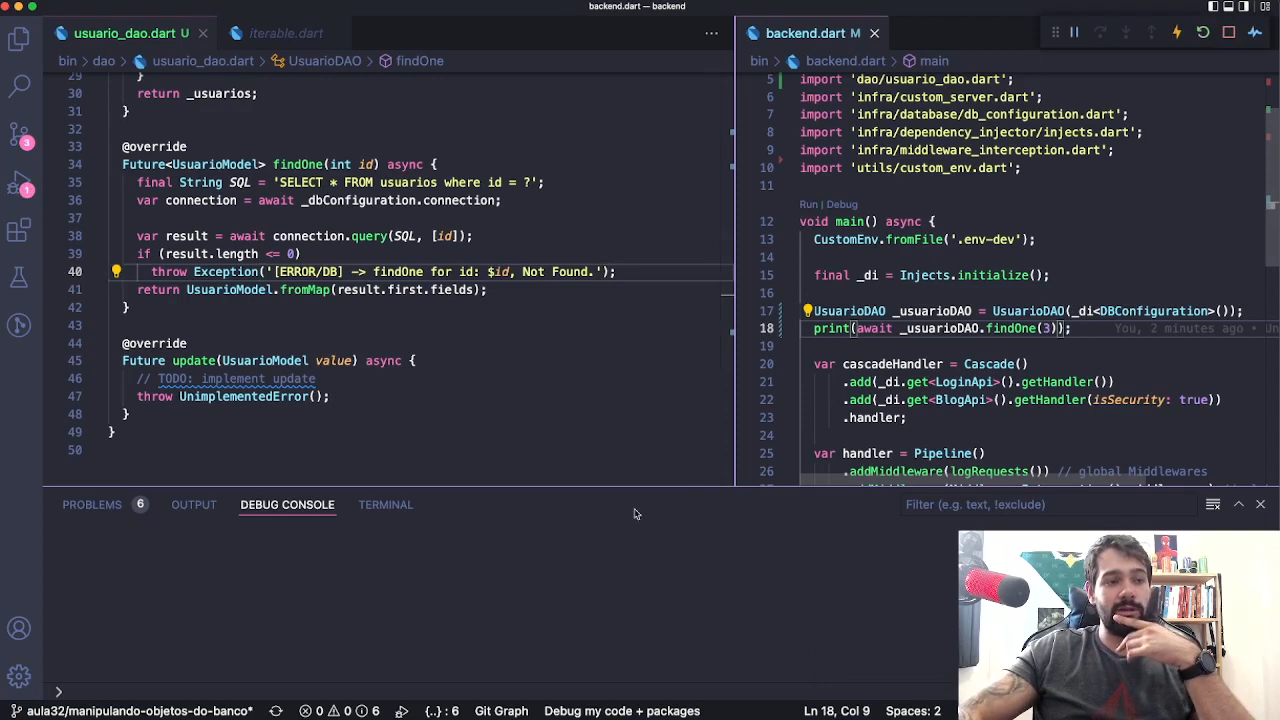 backend.dart — backend
usuario_dao.dart U
iterable.dart
bin > dao > usuario_dao.dart > UsuarioDAO > findOne
29 }
30 return _usuarios;
31 }
32
33 @override
34 Future<UsuarioModel> findOne(int id) async {
35 final String SQL = 'SELECT * FROM usuarios where id = ?';
36 var connection = await _dbConfiguration.connection;
37
38 var result = await connection.query(SQL, [id]);
39 if (result.length <= 0)
40 throw Exception('[ERROR/DB] -> findOne for id: $id, Not Found.');
41 return UsuarioModel.fromMap(result.first.fields);
42 }
43
44 @override
45 Future update(UsuarioModel value) async {
46 // TODO: implement update
47 throw UnimplementedError();
48 }
49 }
50
backend.dart M
bin > backend.dart > main
5 import 'dao/usuario_dao.dart';
6 import 'infra/custom_server.dart';
7 import 'infra/database/db_configuration.dart';
8 import 'infra/dependency_injector/injects.dart';
9 import 'infra/middleware_interception.dart';
10 import 'utils/custom_env.dart';
11
Run | Debug
12 void main() async {
13 CustomEnv.fromFile('.env-dev');
14
15 final _di = Injects.initialize();
16
17 UsuarioDAO _usuarioDAO = UsuarioDAO(_di<DBConfiguration>());
18 print(await _usuarioDAO.findOne(3)); You, 2 minutes ago • Un
19
20 var cascadeHandler = Cascade()
21 .add(_di.get<LoginApi>().getHandler())
22 .add(_di.get<BlogApi>().getHandler(isSecurity: true))
23 .handler;
24
25 var handler = Pipeline()
26 .addMiddleware(logRequests()) // global Middlewares
3
1
PROBLEMS 6 OUTPUT DEBUG CONSOLE TERMINAL
Filter (e.g. text, !exclude)
aula32/manipulando-objetos-do-banco* 0 0 6 {..} : 6 Git Graph Debug my code + packages Ln 18, Col 9 Spaces: 2